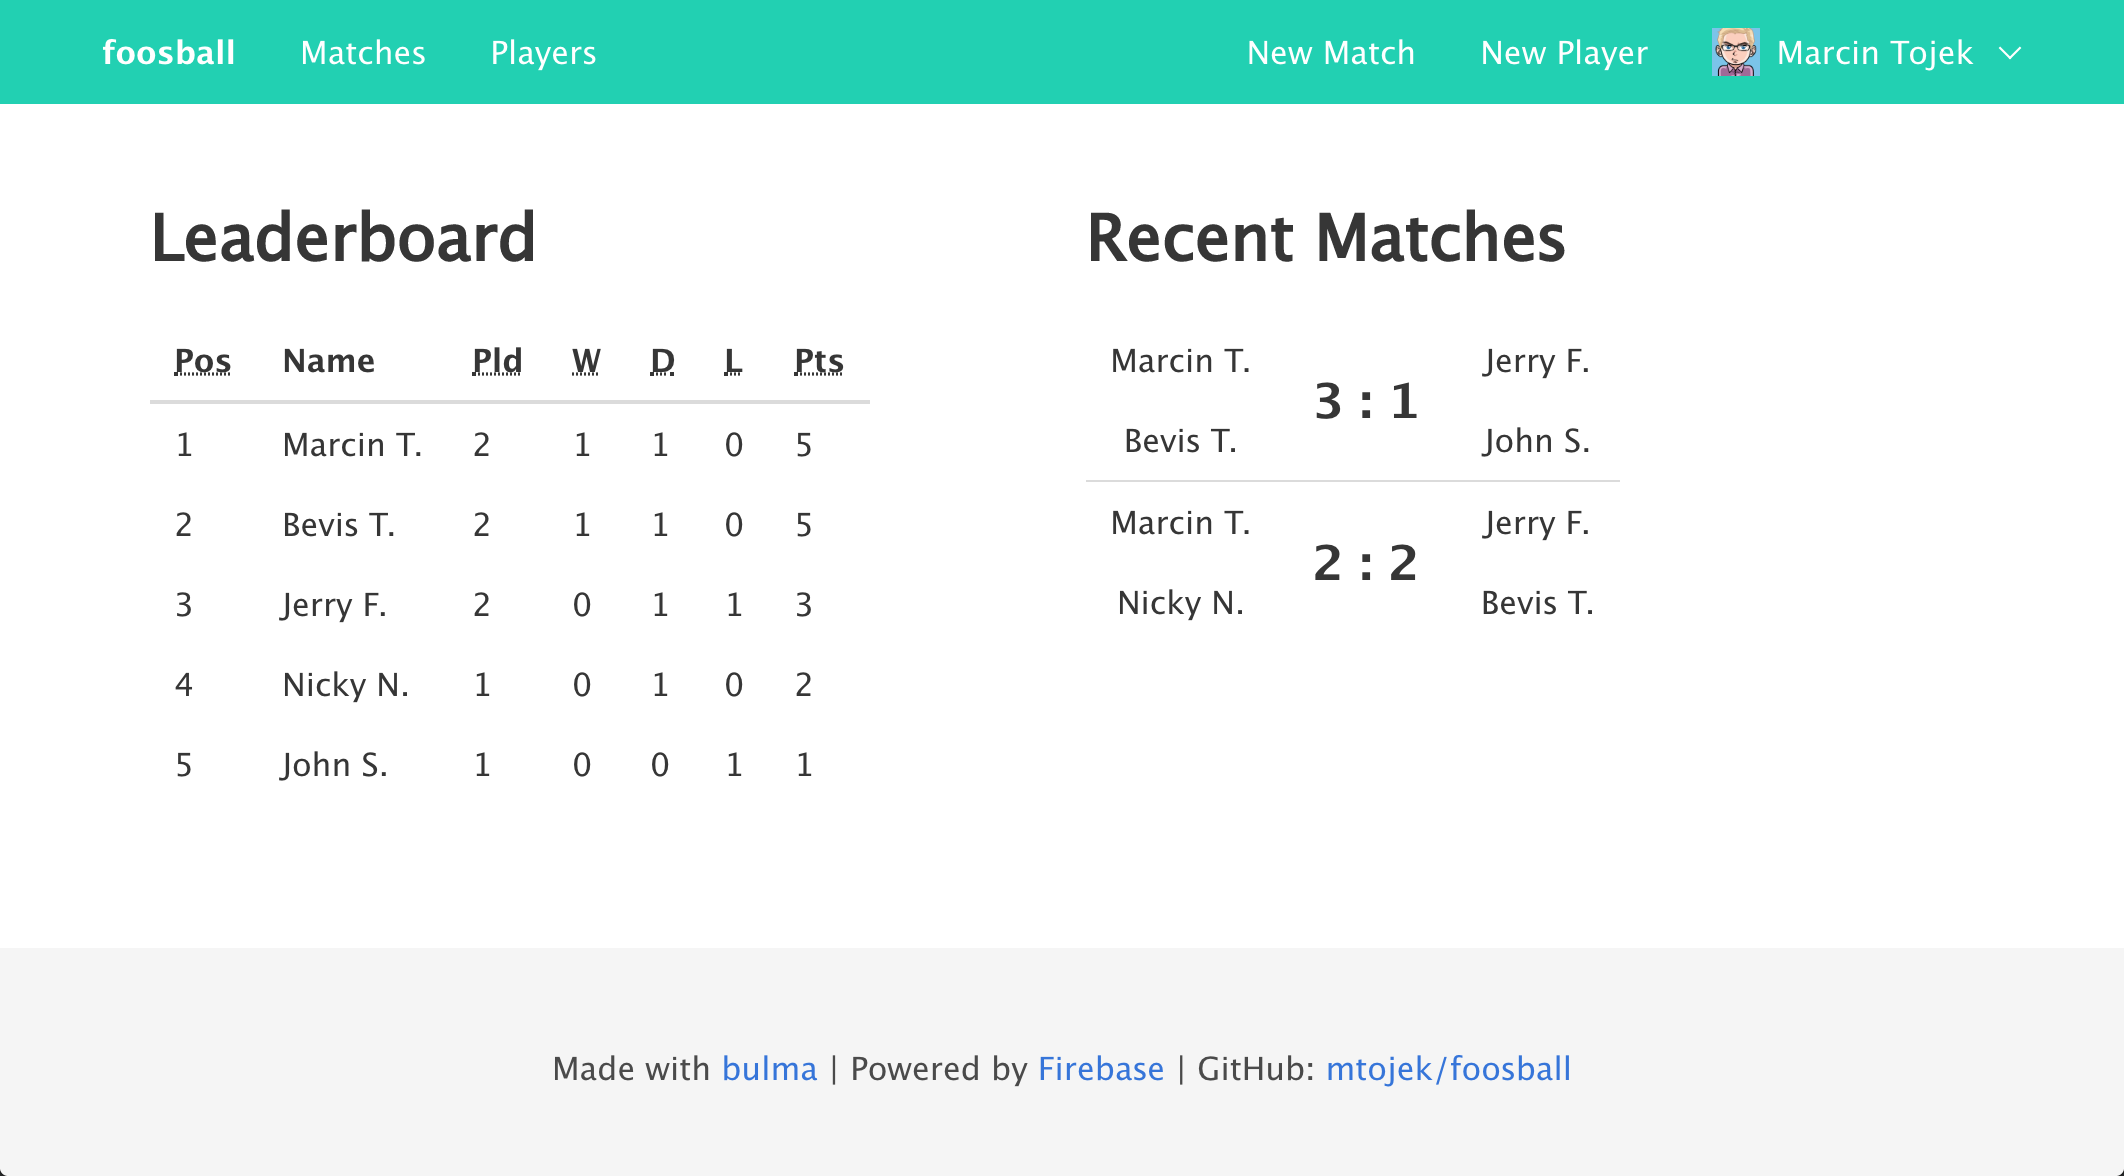 foosball Matches Players New Match New Player Marcin Tojek
Leaderboard
Pos Name Pld W D L Pts
1 Marcin T. 2 1 1 0 5
2 Bevis T. 2 1 1 0 5
3 Jerry F. 2 0 1 1 3
4 Nicky N. 1 0 1 0 2
5 John S. 1 0 0 1 1
Recent Matches
Marcin T. Jerry F.
3 : 1
Bevis T. John S.
Marcin T. Jerry F.
2 : 2
Nicky N. Bevis T.
Made with bulma | Powered by Firebase | GitHub: mtojek/foosball